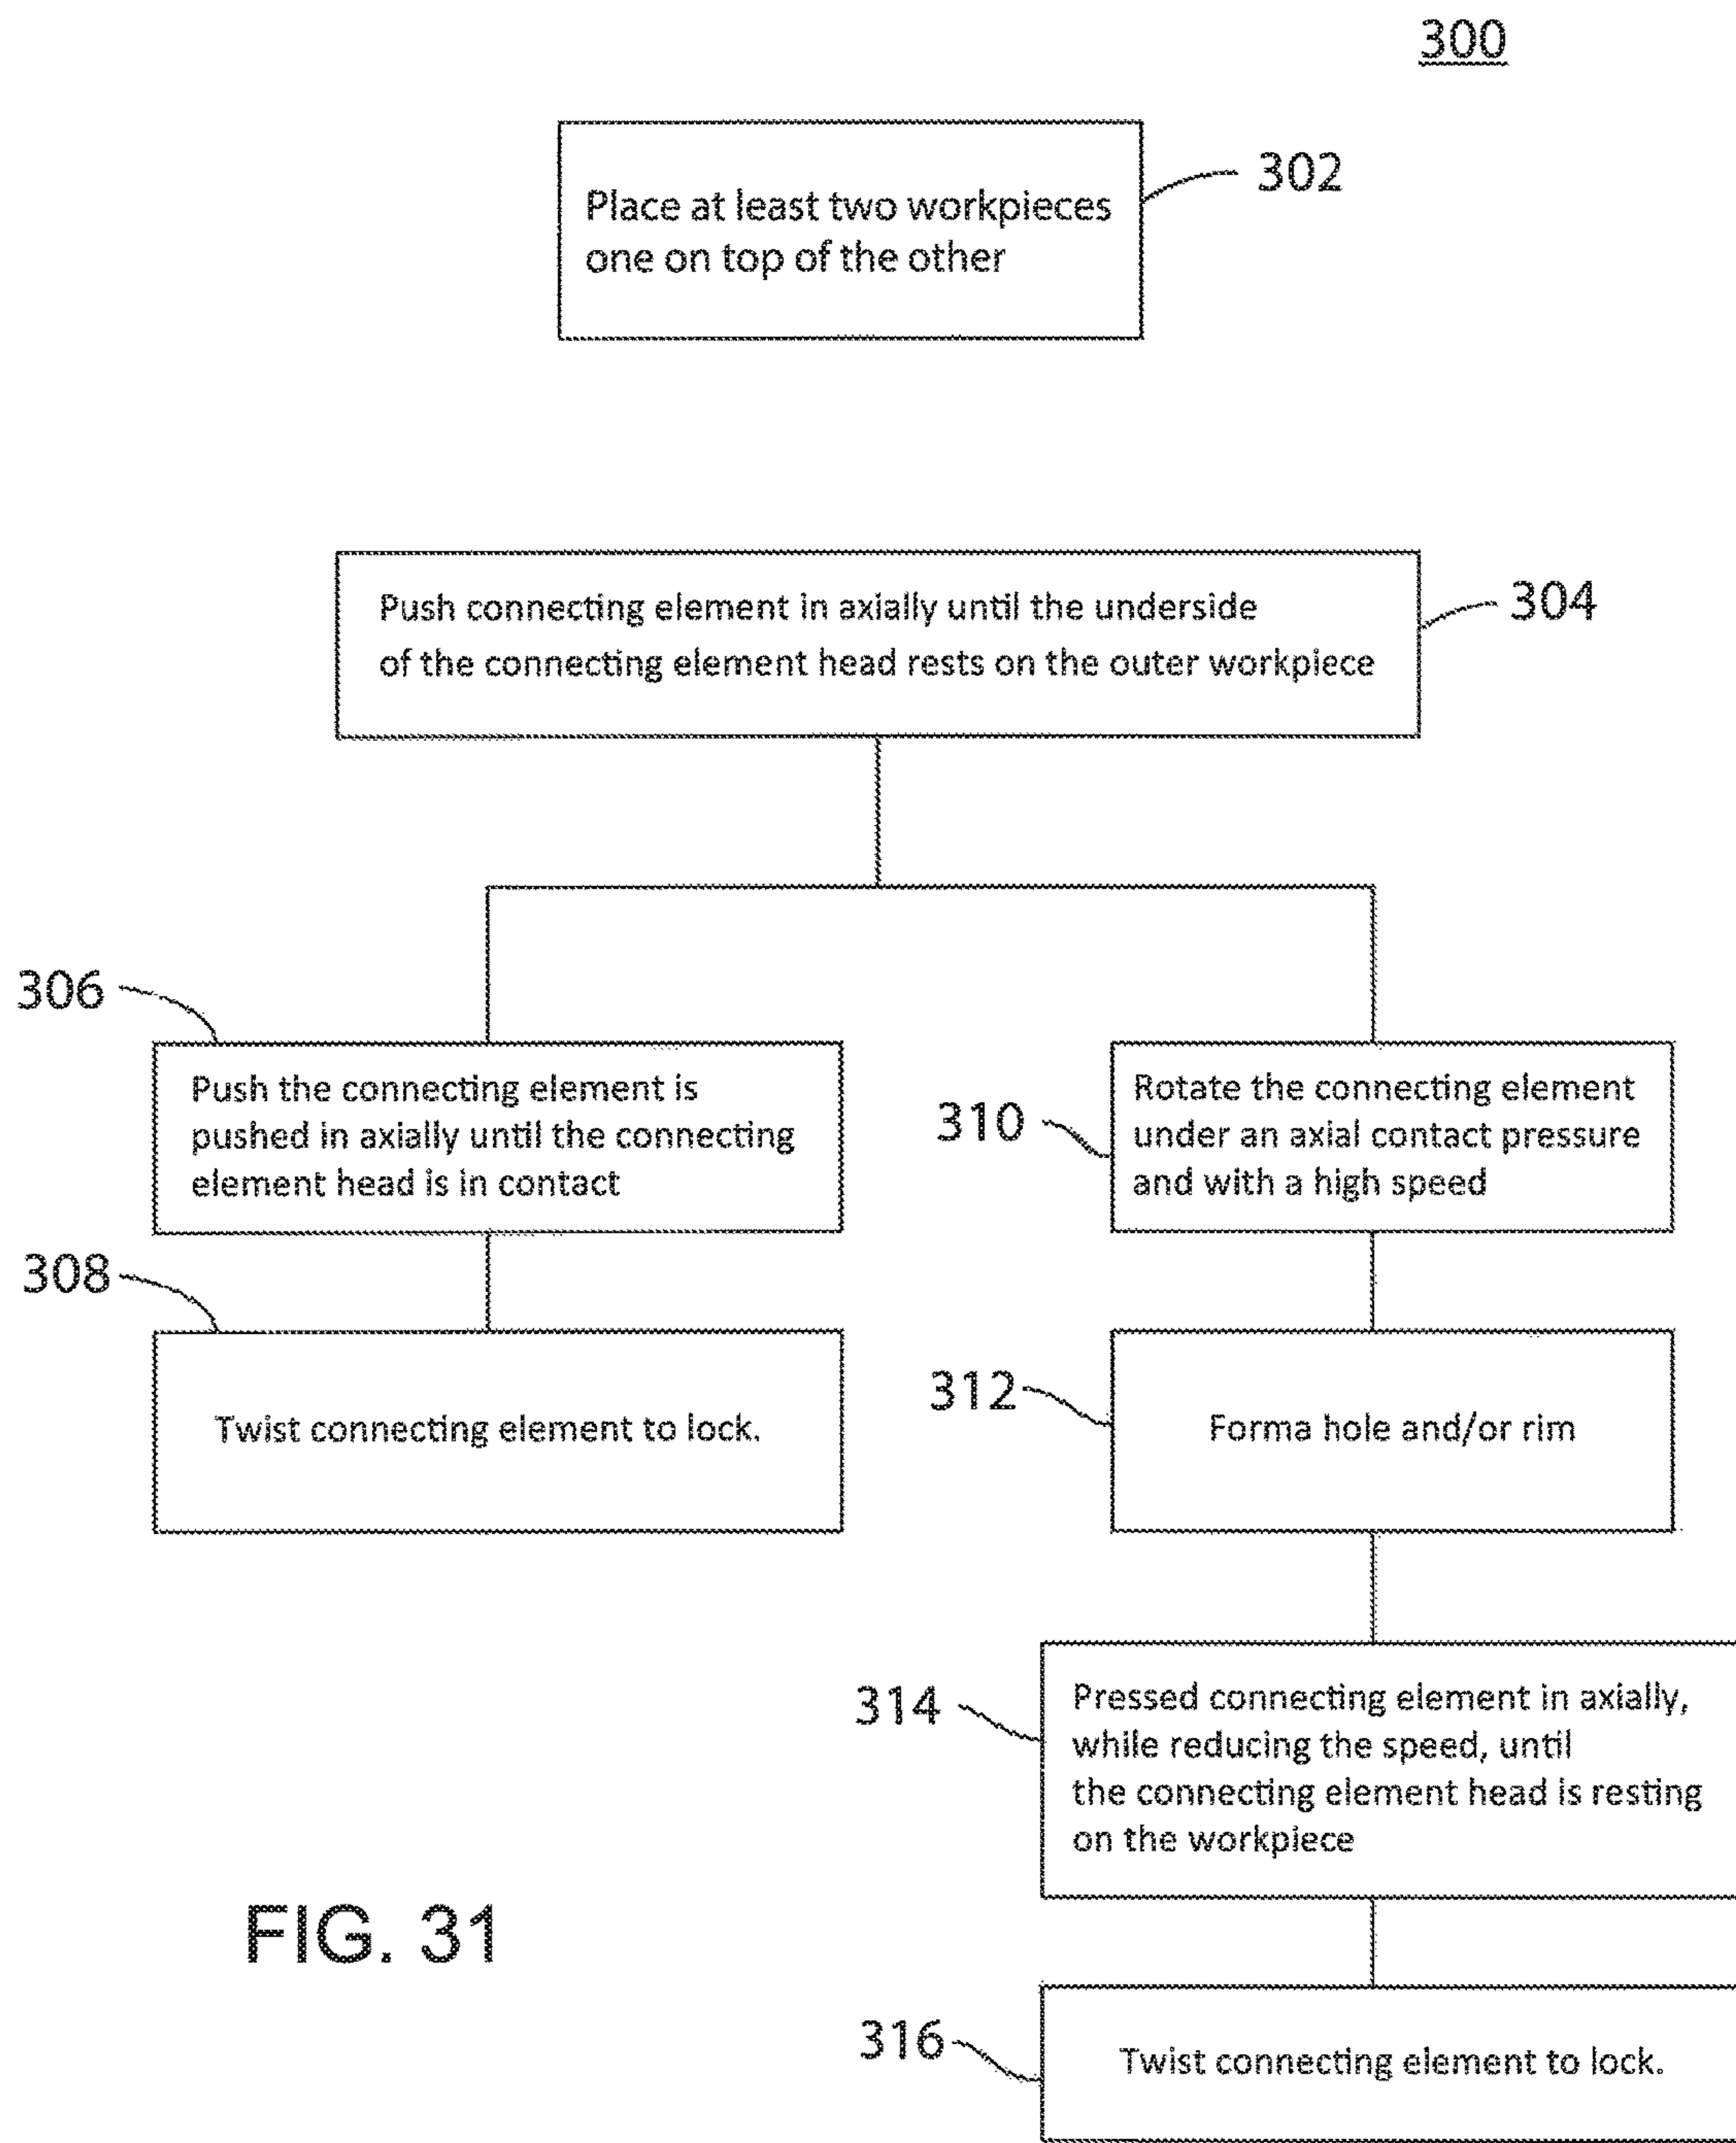 300
302
Place at least two workpieces
one on top of the other
304
Push connecting element in axially until the underside
of the connecting element head rests on the outer workpiece
306
Push the connecting element is
pushed in axially until the connecting
element head is in contact
308
Twist connecting element to lock.
310
Rotate the connecting element
under an axial contact pressure
and with a high speed
312
Forma hole and/or rim
314
Pressed connecting element in axially,
while reducing the speed, until
the connecting element head is resting
on the workpiece
316
Twist connecting element to lock.
FIG. 31